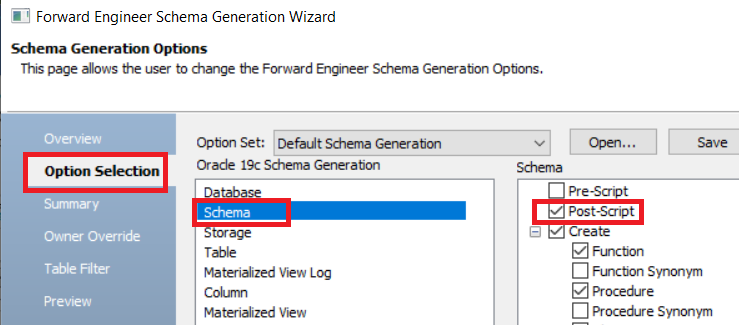 Forward Engineer Schema Generation Wizard
Schema Generation Options
This page allows the user to change the Forward Engineer Schema Generation Options.
Overview
Option Selection
Summary
Owner Override
Table Filter
Preview
Option Set: Default Schema Generation Open... Save
Oracle 19c Schema Generation
Database
Schema
Storage
Table
Materialized View Log
Column
Materialized View
Schema
Pre-Script
Post-Script
Create
Function
Function Synonym
Procedure
Procedure Synonym